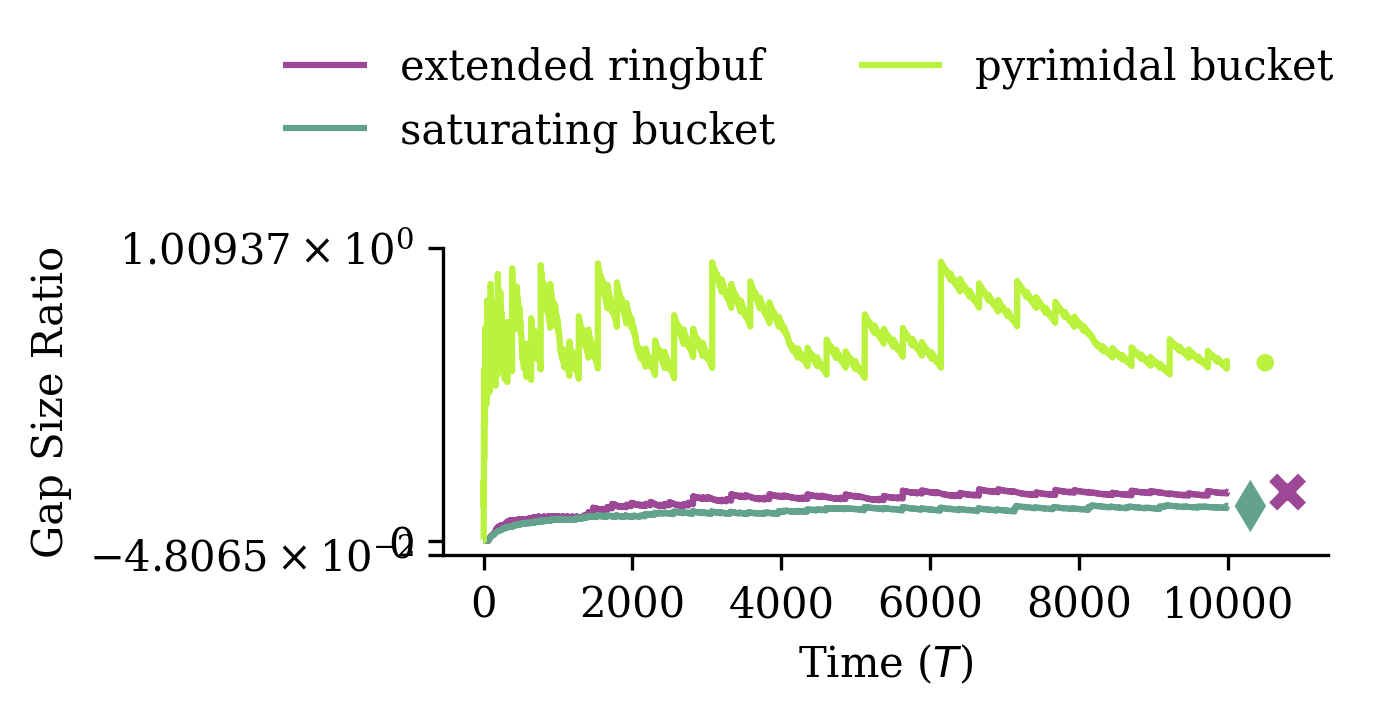 extended ringbuf
pyrimidal bucket
saturating bucket
Gap Size Ratio
1.00937 × 10⁰
0
0 2000 4000 6000 8000 10000
Time (T)